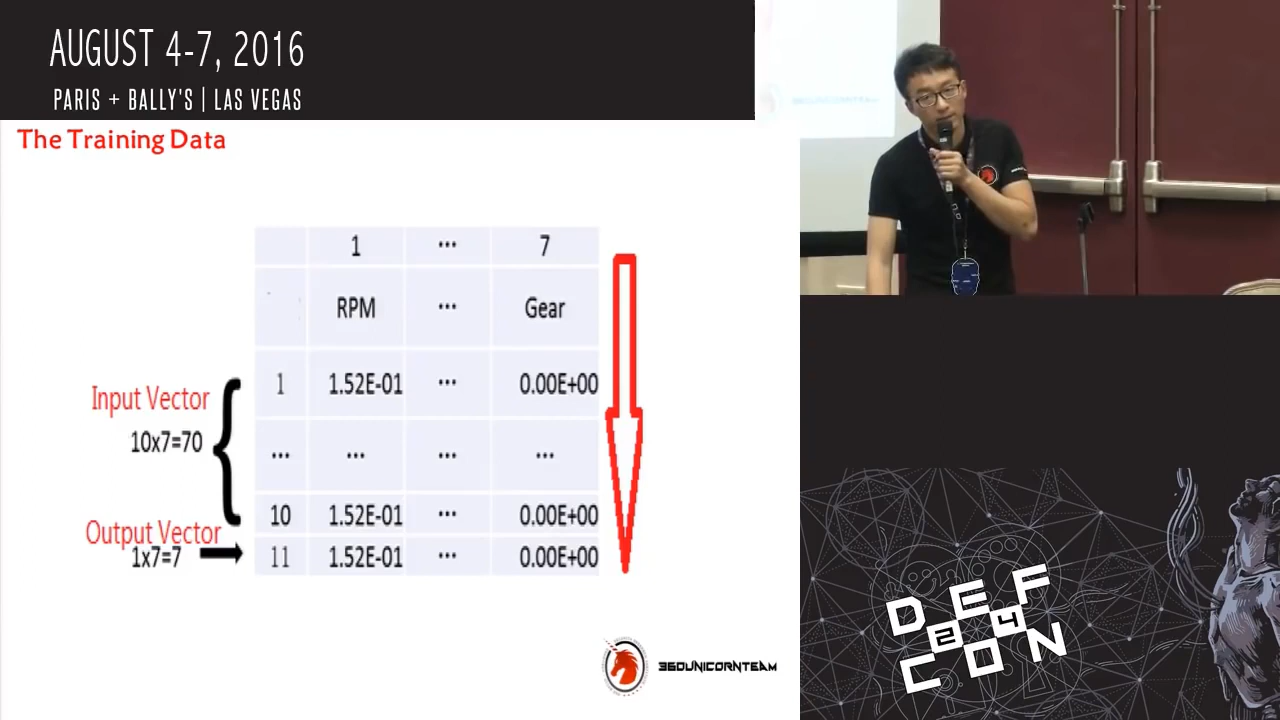 AUGUST 4-7, 2016
PARIS + BALLY'S | LAS VEGAS
The Training Data
1 ... 7
RPM ... Gear
1 1.52E-01 ... 0.00E+00
... ... ... ...
10 1.52E-01 ... 0.00E+00
11 1.52E-01 ... 0.00E+00
Input Vector
10x7=70
Output Vector
1x7=7
360UNICORNTEAM
DEF
24
CON